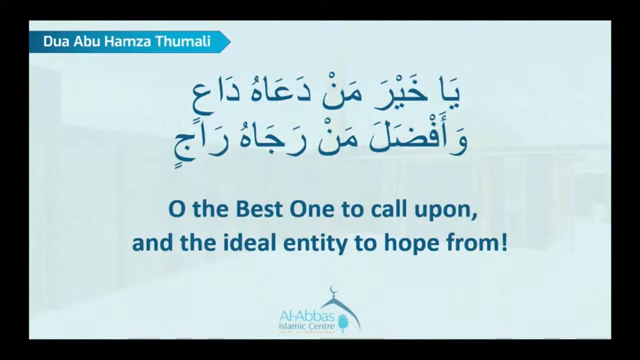 Dua Abu Hamza Thumali
يَا خَيْرَ مَنْ دَعَاهُ دَاعٍ
وَأَفْضَلَ مَنْ رَجَاهُ رَاجٍ
O the Best One to call upon,
and the ideal entity to hope from!
Al-Abbas
Islamic Centre